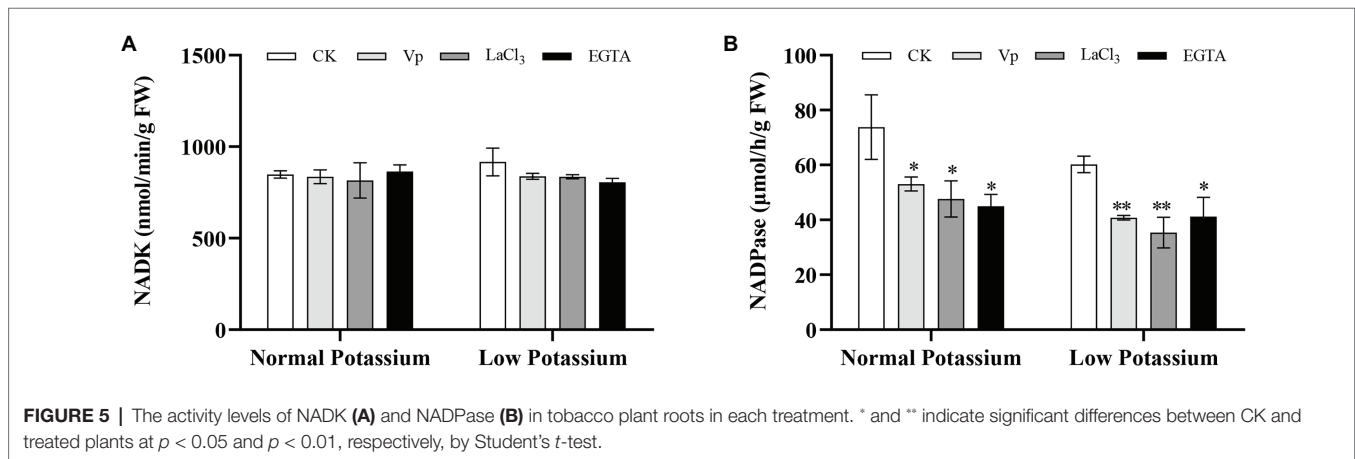 A
CK Vp LaCl₃ EGTA
NADK (nmol/min/g FW)
1500
1000
500
0
Normal Potassium Low Potassium
B
CK Vp LaCl₃ EGTA
NADPase (μmol/h/g FW)
100
80
60
40
20
0
* * *
** ** *
Normal Potassium Low Potassium
FIGURE 5 | The activity levels of NADK (A) and NADPase (B) in tobacco plant roots in each treatment. * and ** indicate significant differences between CK and
treated plants at p < 0.05 and p < 0.01, respectively, by Student's t-test.